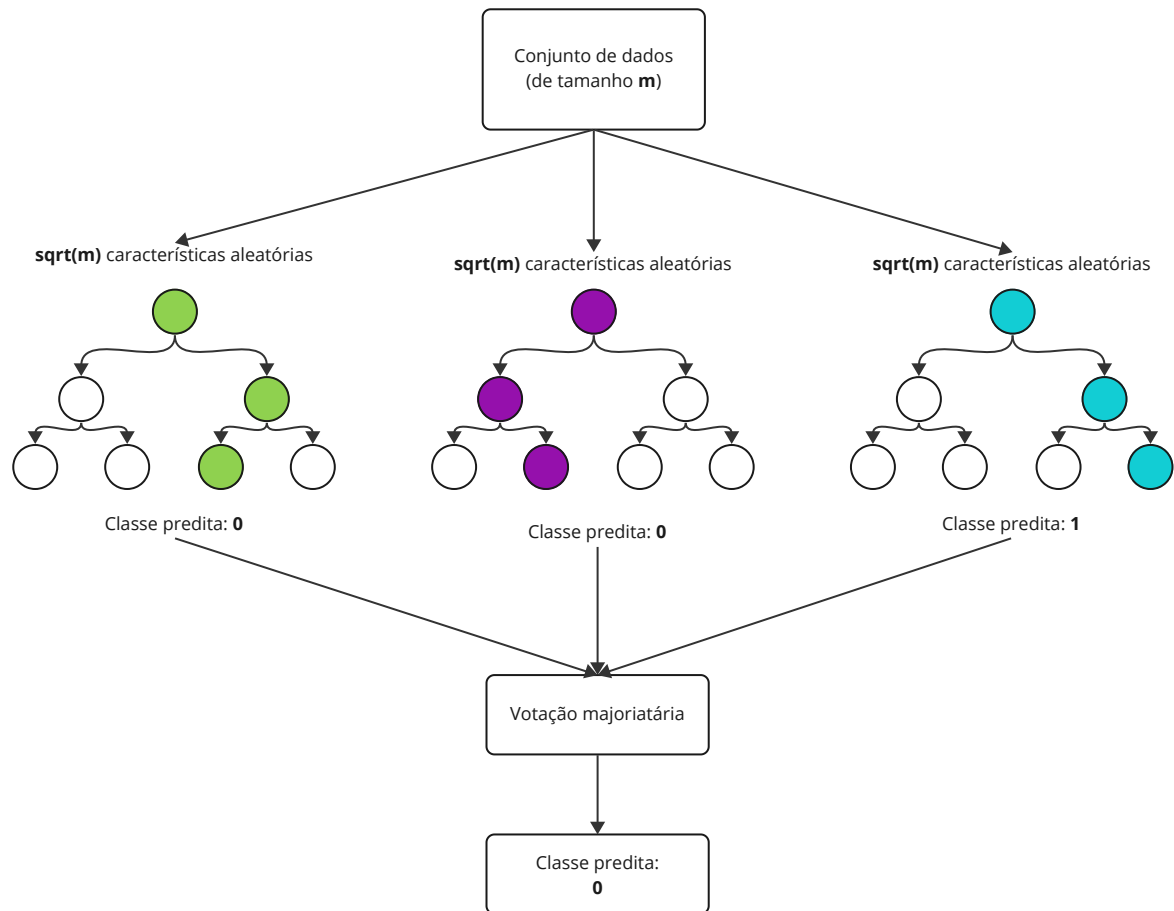 Conjunto de dados
(de tamanho m)
sqrt(m) características aleatórias
sqrt(m) características aleatórias
sqrt(m) características aleatórias
Classe predita: 0
Classe predita: 0
Classe predita: 1
Votação majoriatária
Classe predita:
0